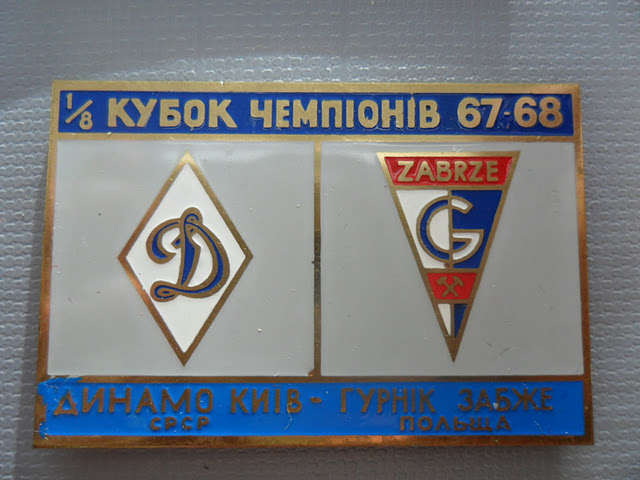 1/8 КУБОК ЧЕМПІОНІВ 67-68
Д
ZABRZE
G
ДИНАМО КИЇВ - ГУРНІК ЗАБЖЕ
СРСР ПОЛЬЩА